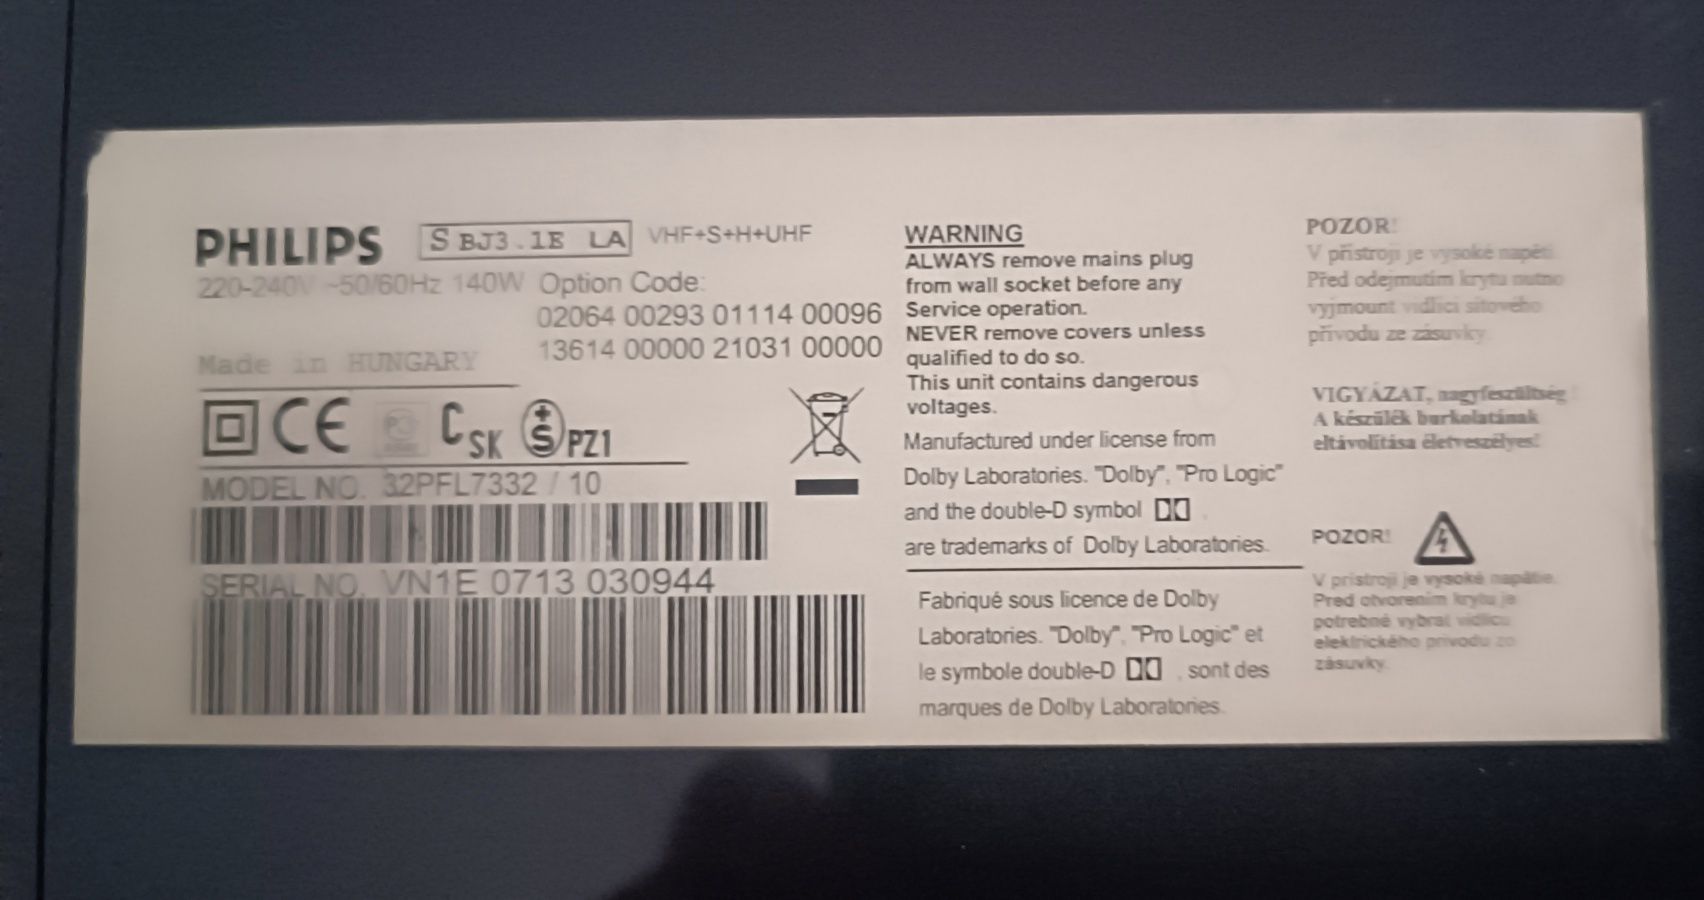 PHILIPS S BJ3.1E LA VHF+S+H+UHF
220-240V ~50/60Hz 140W Option Code:
02064 00293 01114 00096
13614 00000 21031 00000
Made in HUNGARY
CE CSK +S PZ1
MODEL NO. 32PFL7332 / 10
SERIAL NO. VN1E 0713 030944
WARNING
ALWAYS remove mains plug
from wall socket before any
Service operation.
NEVER remove covers unless
qualified to do so.
This unit contains dangerous
voltages.
Manufactured under license from
Dolby Laboratories. "Dolby", "Pro Logic"
and the double-D symbol .
are trademarks of Dolby Laboratories.
Fabriqué sous licence de Dolby
Laboratories. "Dolby", "Pro Logic" et
le symbole double-D , sont des
marques de Dolby Laboratories.
POZOR!
V přístroji je vysoké napětí.
Před odejmutím krytu nutno
vyjmount vidlici síťového
přívodu ze zásuvky.
VIGYÁZAT, nagyfeszültség!
A készülék burkolatának
eltávolítása életveszélyes!
POZOR!
V prístroji je vysoké napätie.
Pred otvorením krytu je
potrebné vybrať vidlicu
elektrického prívodu zo
zásuvky.